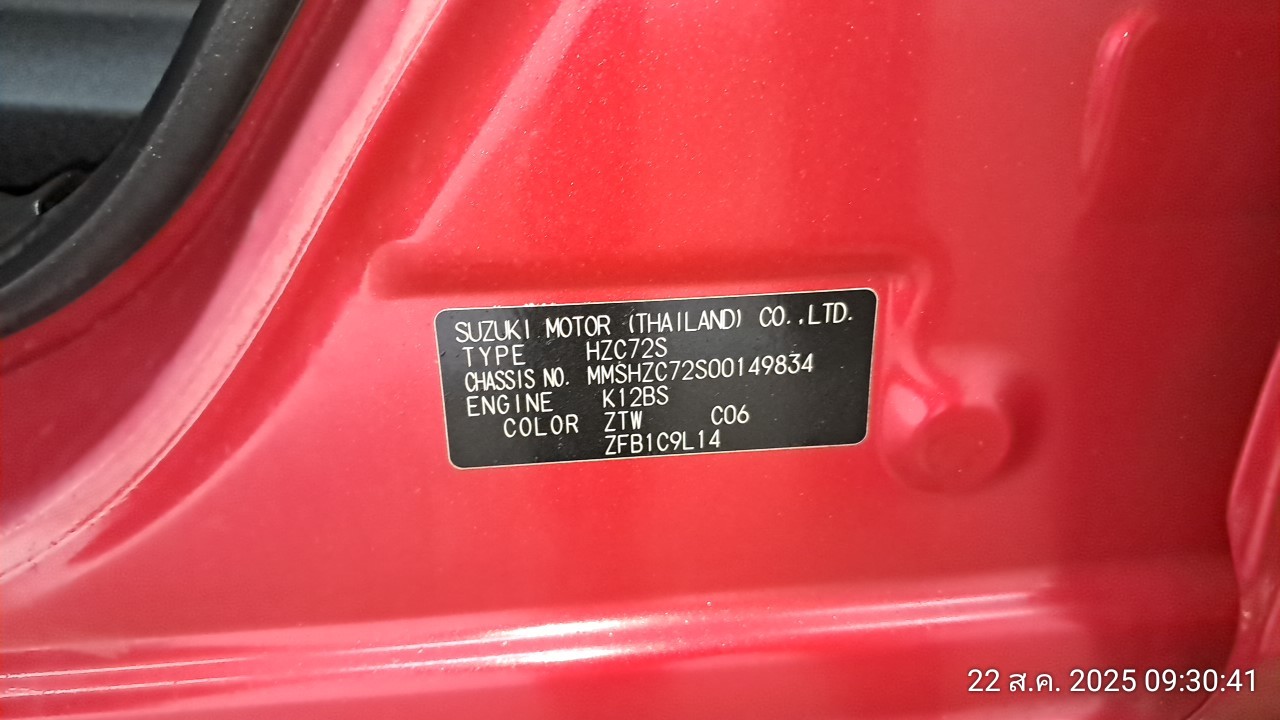 SUZUKI MOTOR (THAILAND) CO.,LTD.
TYPE HZC72S
CHASSIS NO. MMSHZC72S00149834
ENGINE K12BS
COLOR ZTW C06
ZFB1C9L14
22 ส.ค. 2025 09:30:41